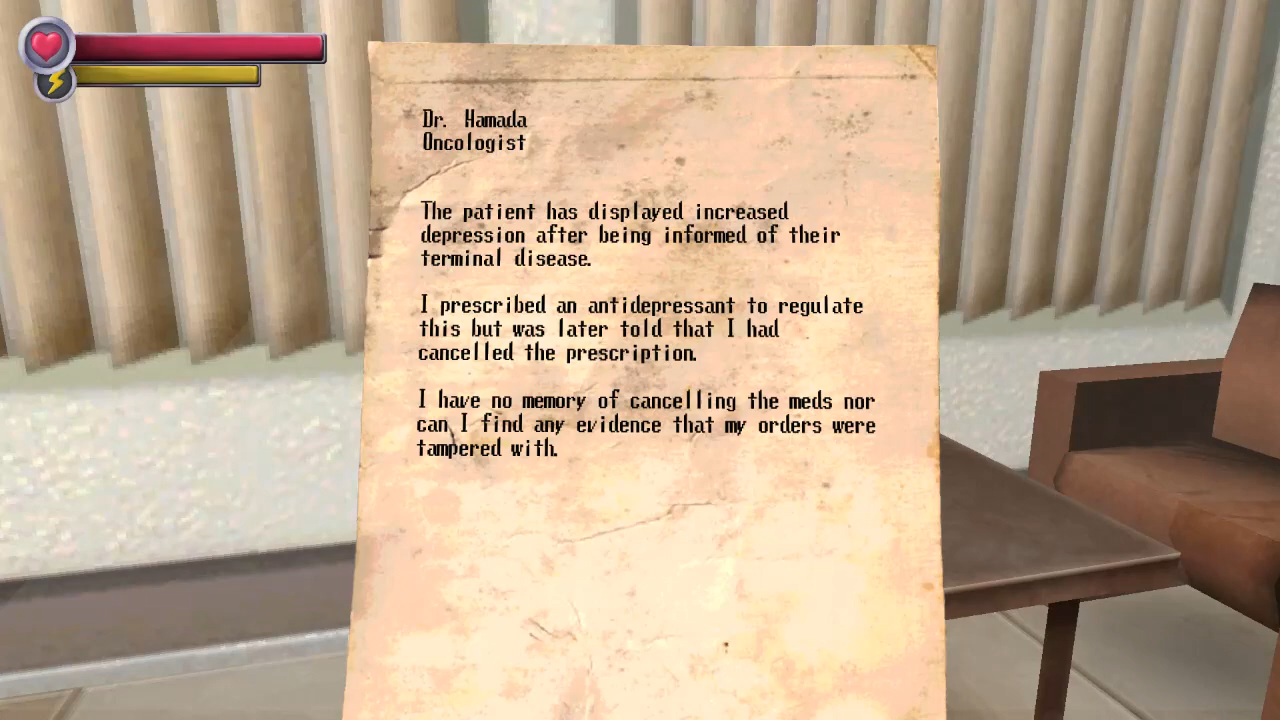 Dr. Hamada
Oncologist
The patient has displayed increased
depression after being informed of their
terminal disease.
I prescribed an antidepressant to regulate
this but was later told that I had
cancelled the prescription.
I have no memory of cancelling the meds nor
can I find any evidence that my orders were
tampered with.